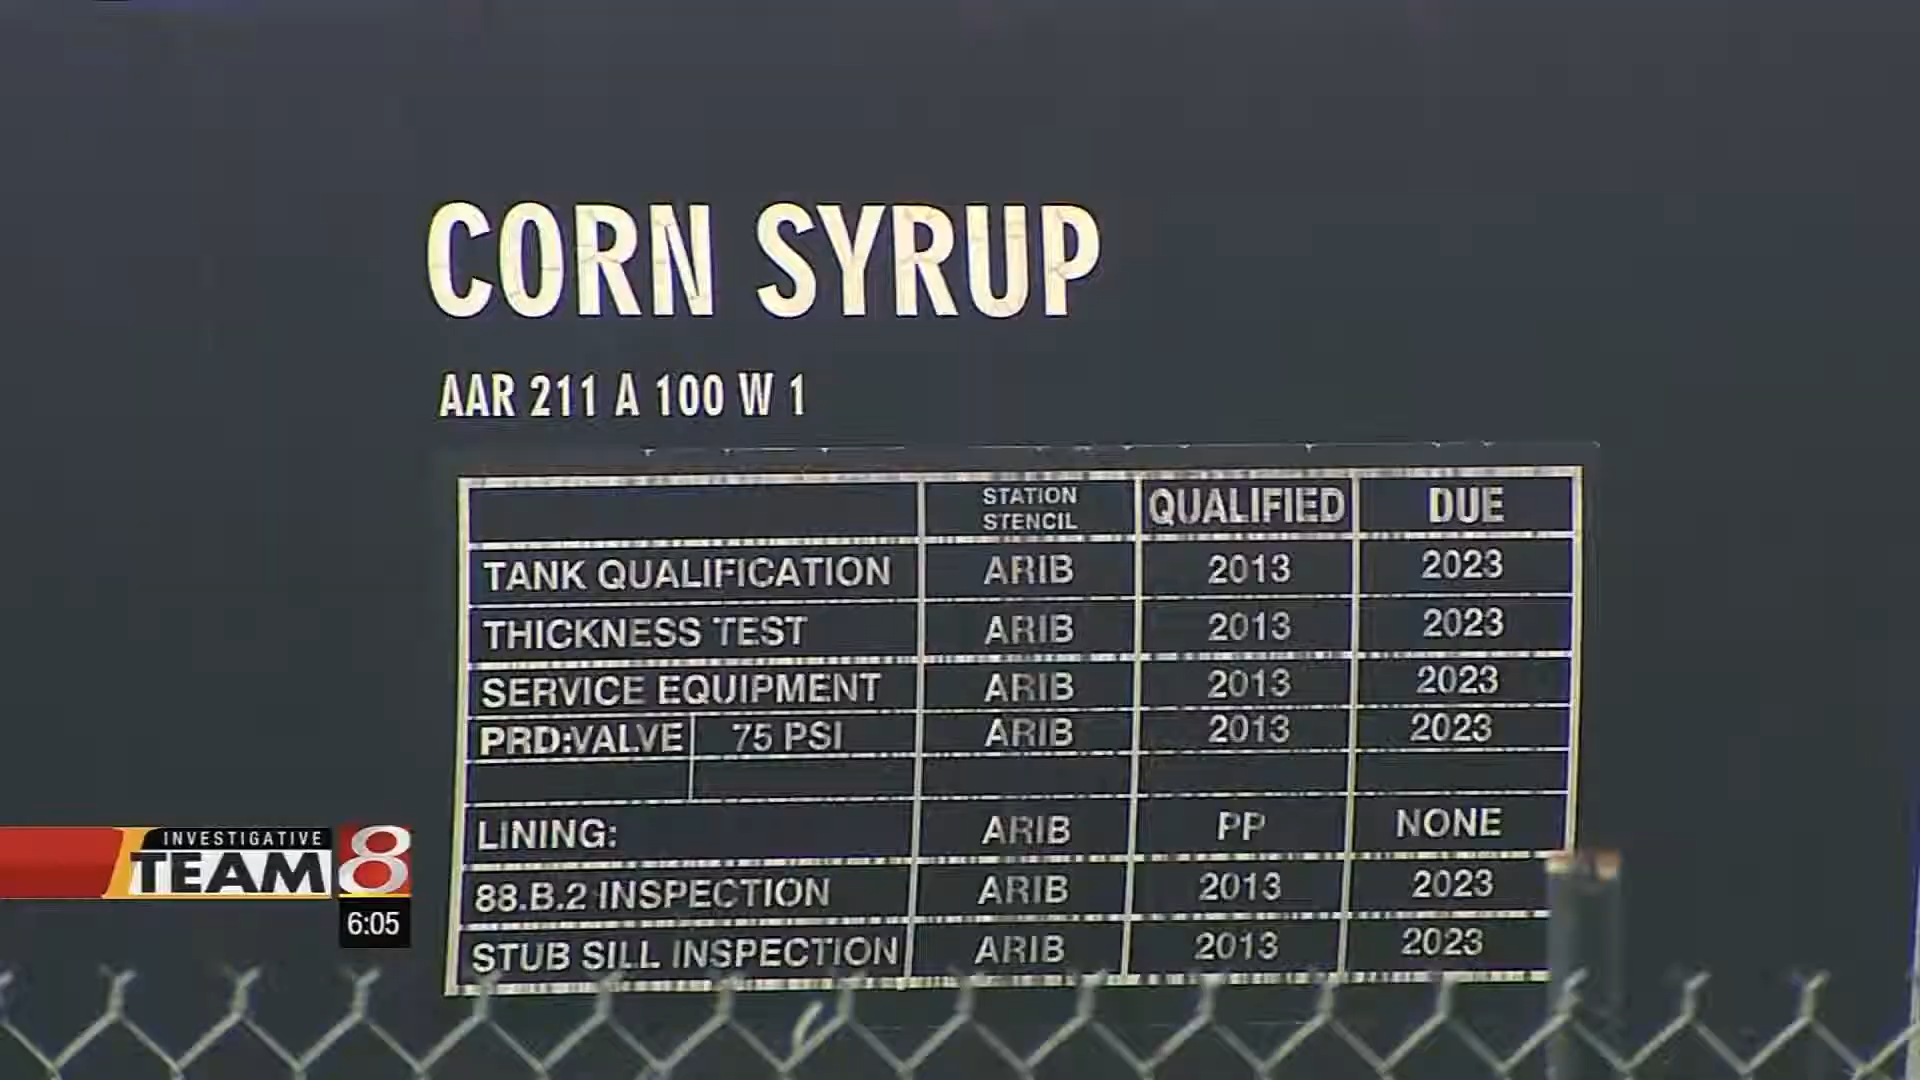 CORN SYRUP
AAR 211 A 100 W 1
STATION STENCIL QUALIFIED DUE
TANK QUALIFICATION ARIB 2013 2023
THICKNESS TEST ARIB 2013 2023
SERVICE EQUIPMENT ARIB 2013 2023
PRD:VALVE 75 PSI ARIB 2013 2023
LINING: ARIB PP NONE
88.B.2 INSPECTION ARIB 2013 2023
STUB SILL INSPECTION ARIB 2013 2023
INVESTIGATIVE
TEAM 8
6:05